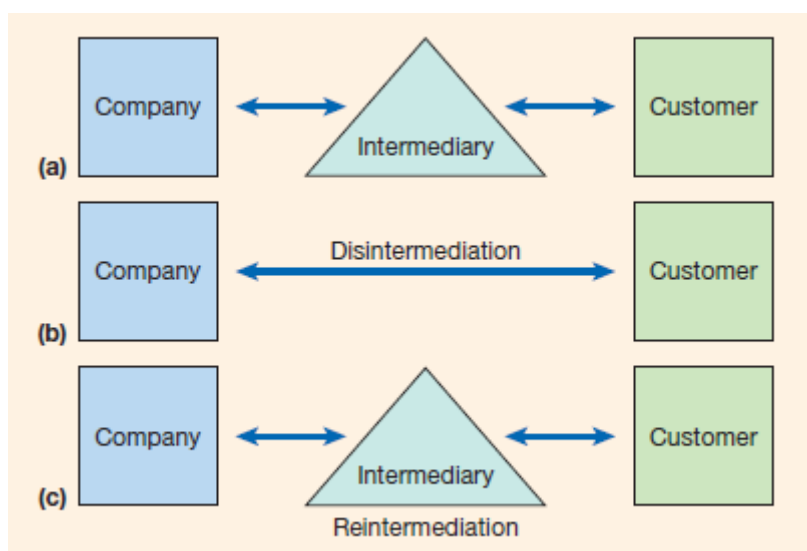 Company
Intermediary
Customer
(a)
Disintermediation
Company
Customer
(b)
Company
Intermediary
Customer
(c)
Reintermediation